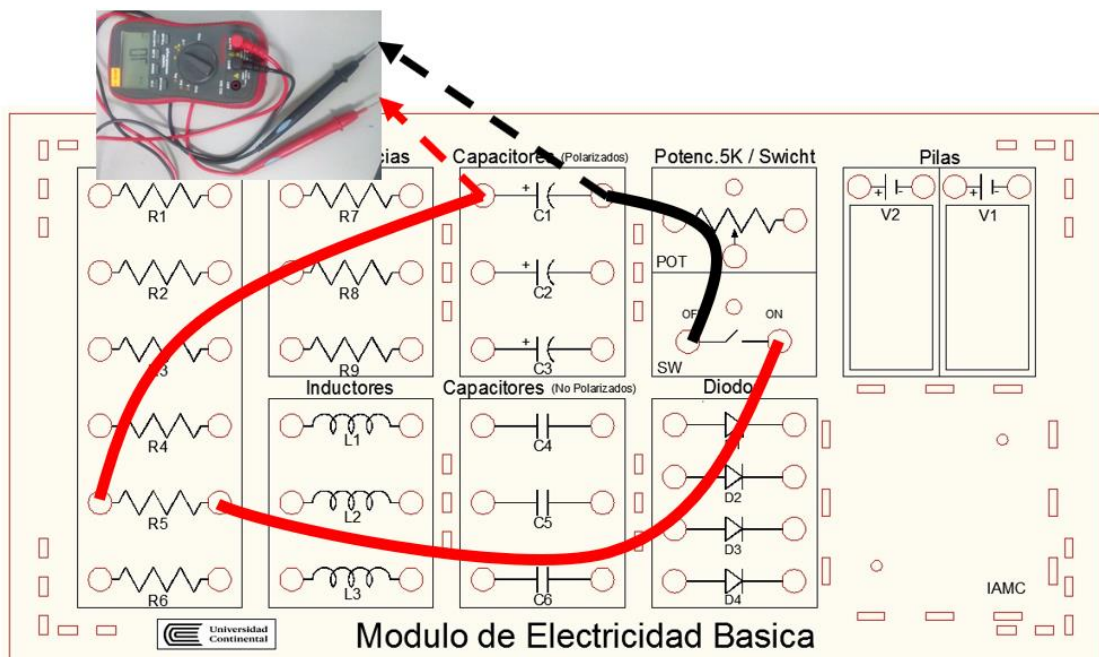 cias
Capacitores (Polarizados)
Potenc.5K / Swicht
Pilas
R1
R7
+
C1
+
V2
+
V1
R2
R8
+
C2
POT
OF
ON
R3
R9
+
C3
SW
Inductores
Capacitores (No Polarizados)
Diodo
R4
L1
C4
R5
L2
C5
D2
D3
R6
L3
C6
D4
IAMC
Universidad
Continental
Modulo de Electricidad Basica